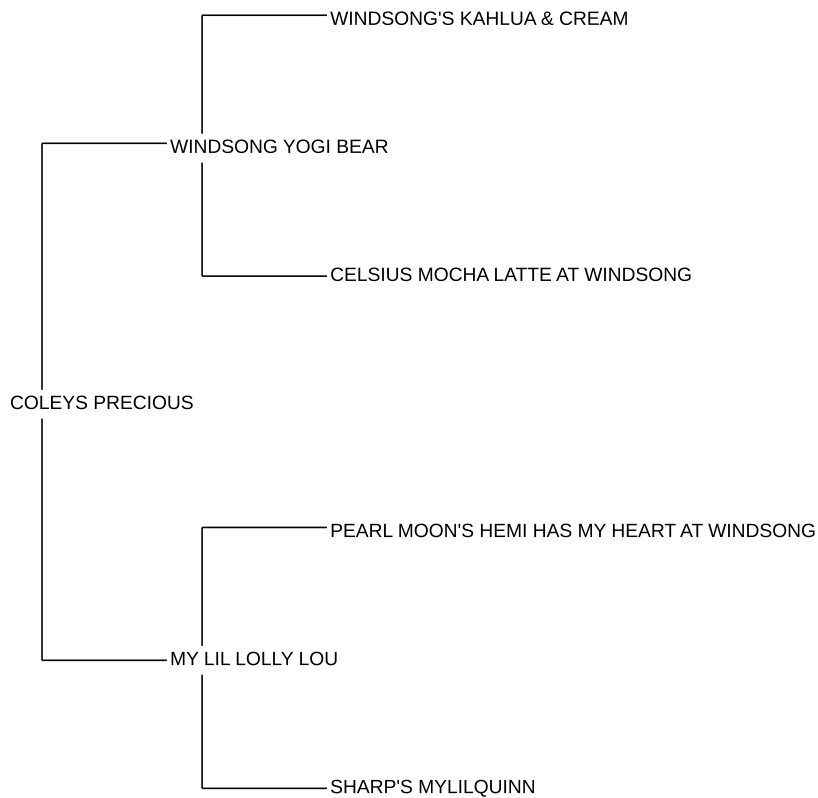 WINDSONG'S KAHLUA & CREAM
WINDSONG YOGI BEAR
CELSIUS MOCHA LATTE AT WINDSONG
COLEYS PRECIOUS
PEARL MOON'S HEMI HAS MY HEART AT WINDSONG
MY LIL LOLLY LOU
SHARP'S MYLILQUINN